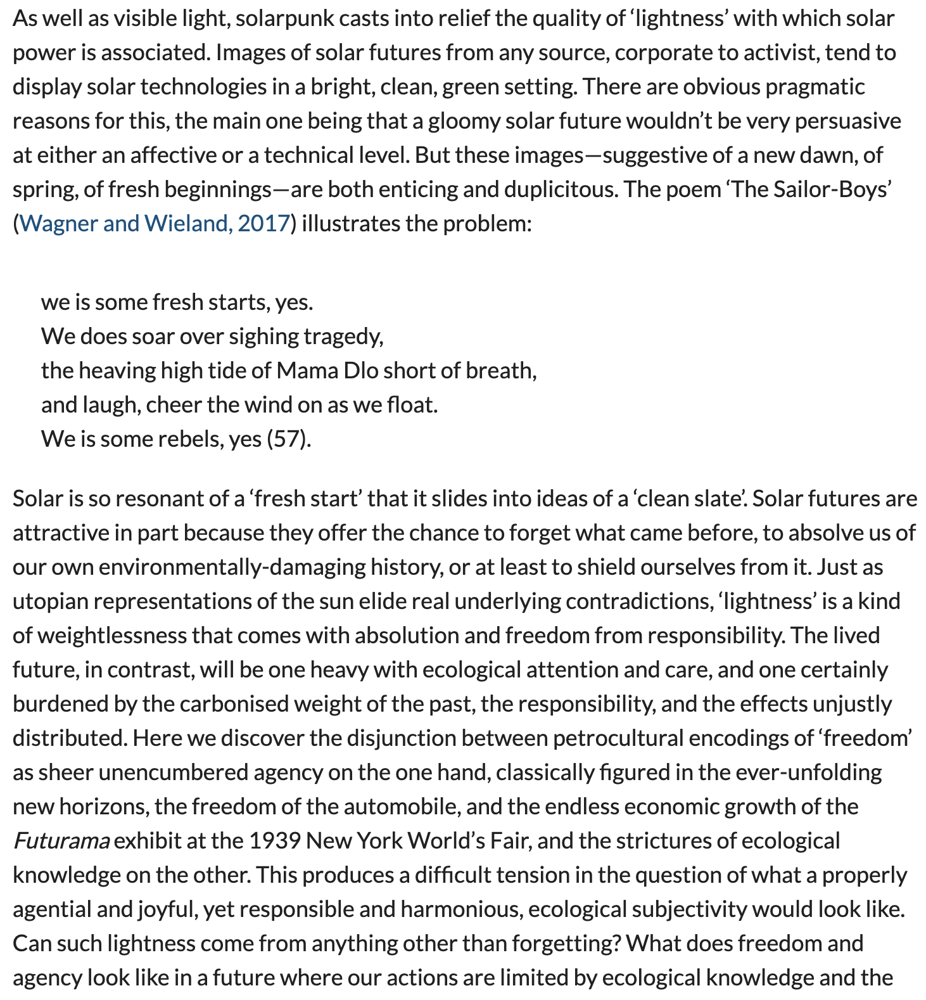 As well as visible light, solarpunk casts into relief the quality of ‘lightness’ with which solar
power is associated. Images of solar futures from any source, corporate to activist, tend to
display solar technologies in a bright, clean, green setting. There are obvious pragmatic
reasons for this, the main one being that a gloomy solar future wouldn’t be very persuasive
at either an affective or a technical level. But these images—suggestive of a new dawn, of
spring, of fresh beginnings—are both enticing and duplicitous. The poem ‘The Sailor-Boys’
(Wagner and Wieland, 2017) illustrates the problem:
we is some fresh starts, yes.
We does soar over sighing tragedy,
the heaving high tide of Mama Dlo short of breath,
and laugh, cheer the wind on as we float.
We is some rebels, yes (57).
Solar is so resonant of a ‘fresh start’ that it slides into ideas of a ‘clean slate’. Solar futures are
attractive in part because they offer the chance to forget what came before, to absolve us of
our own environmentally-damaging history, or at least to shield ourselves from it. Just as
utopian representations of the sun elide real underlying contradictions, ‘lightness’ is a kind
of weightlessness that comes with absolution and freedom from responsibility. The lived
future, in contrast, will be one heavy with ecological attention and care, and one certainly
burdened by the carbonised weight of the past, the responsibility, and the effects unjustly
distributed. Here we discover the disjunction between petrocultural encodings of ‘freedom’
as sheer unencumbered agency on the one hand, classically figured in the ever-unfolding
new horizons, the freedom of the automobile, and the endless economic growth of the
Futurama exhibit at the 1939 New York World’s Fair, and the strictures of ecological
knowledge on the other. This produces a difficult tension in the question of what a properly
agential and joyful, yet responsible and harmonious, ecological subjectivity would look like.
Can such lightness come from anything other than forgetting? What does freedom and
agency look like in a future where our actions are limited by ecological knowledge and the